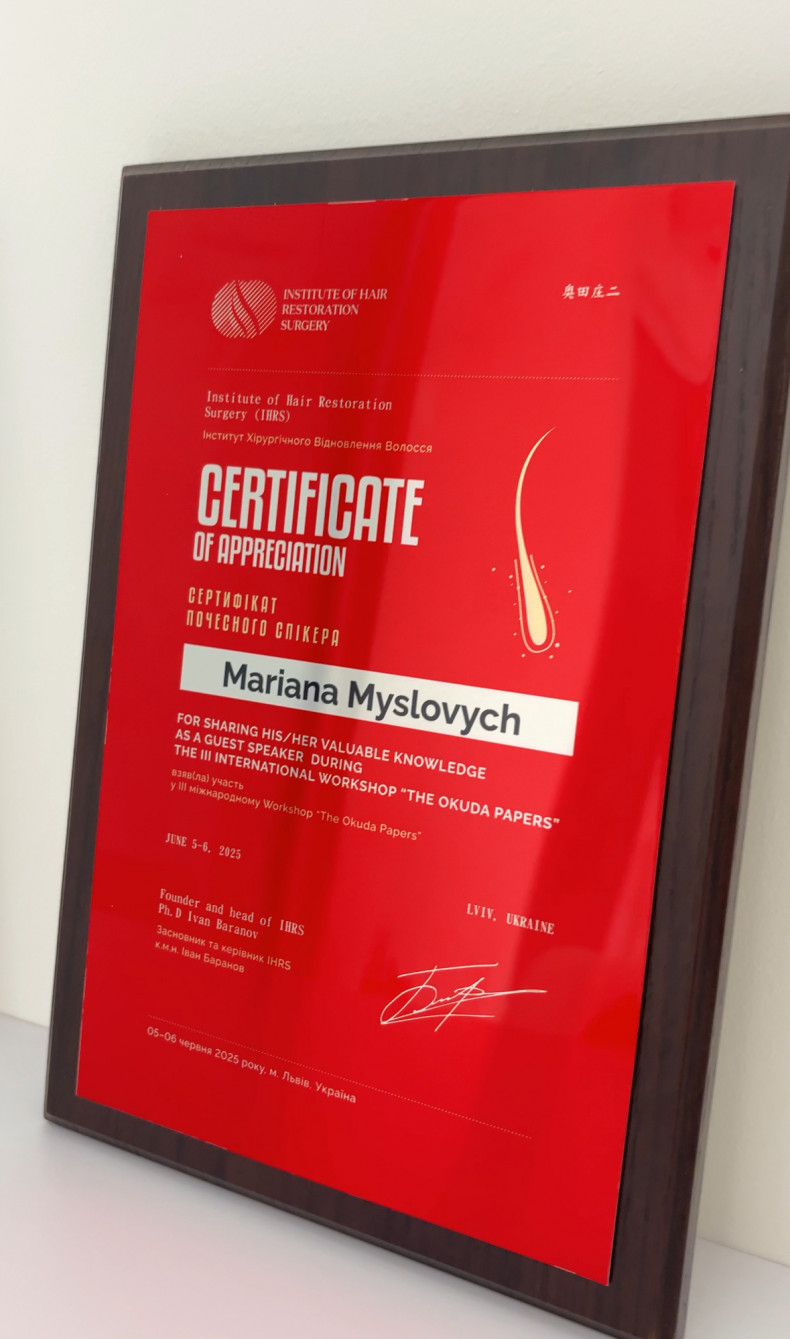 INSTITUTE OF HAIR
RESTORATION
SURGERY
奥田庄二
Institute of Hair Restoration
Surgery (IHRS)
Інститут Хірургічного Відновлення Волосся
CERTIFICATE
OF APPRECIATION
СЕРТИФІКАТ
ПОЧЕСНОГО СПІКЕРА
Mariana Myslovych
FOR SHARING HIS/HER VALUABLE KNOWLEDGE
AS A GUEST SPEAKER DURING
THE III INTERNATIONAL WORKSHOP "THE OKUDA PAPERS"
взяв(ла) участь
у III міжнародному Workshop "The Okuda Papers"
JUNE 5-6, 2025
Founder and head of IHRS
Ph.D Ivan Baranov
Засновник та керівник IHRS
к.м.н. Іван Баранов
LVIV, UKRAINE
05-06 червня 2025 року, м. Львів, Україна